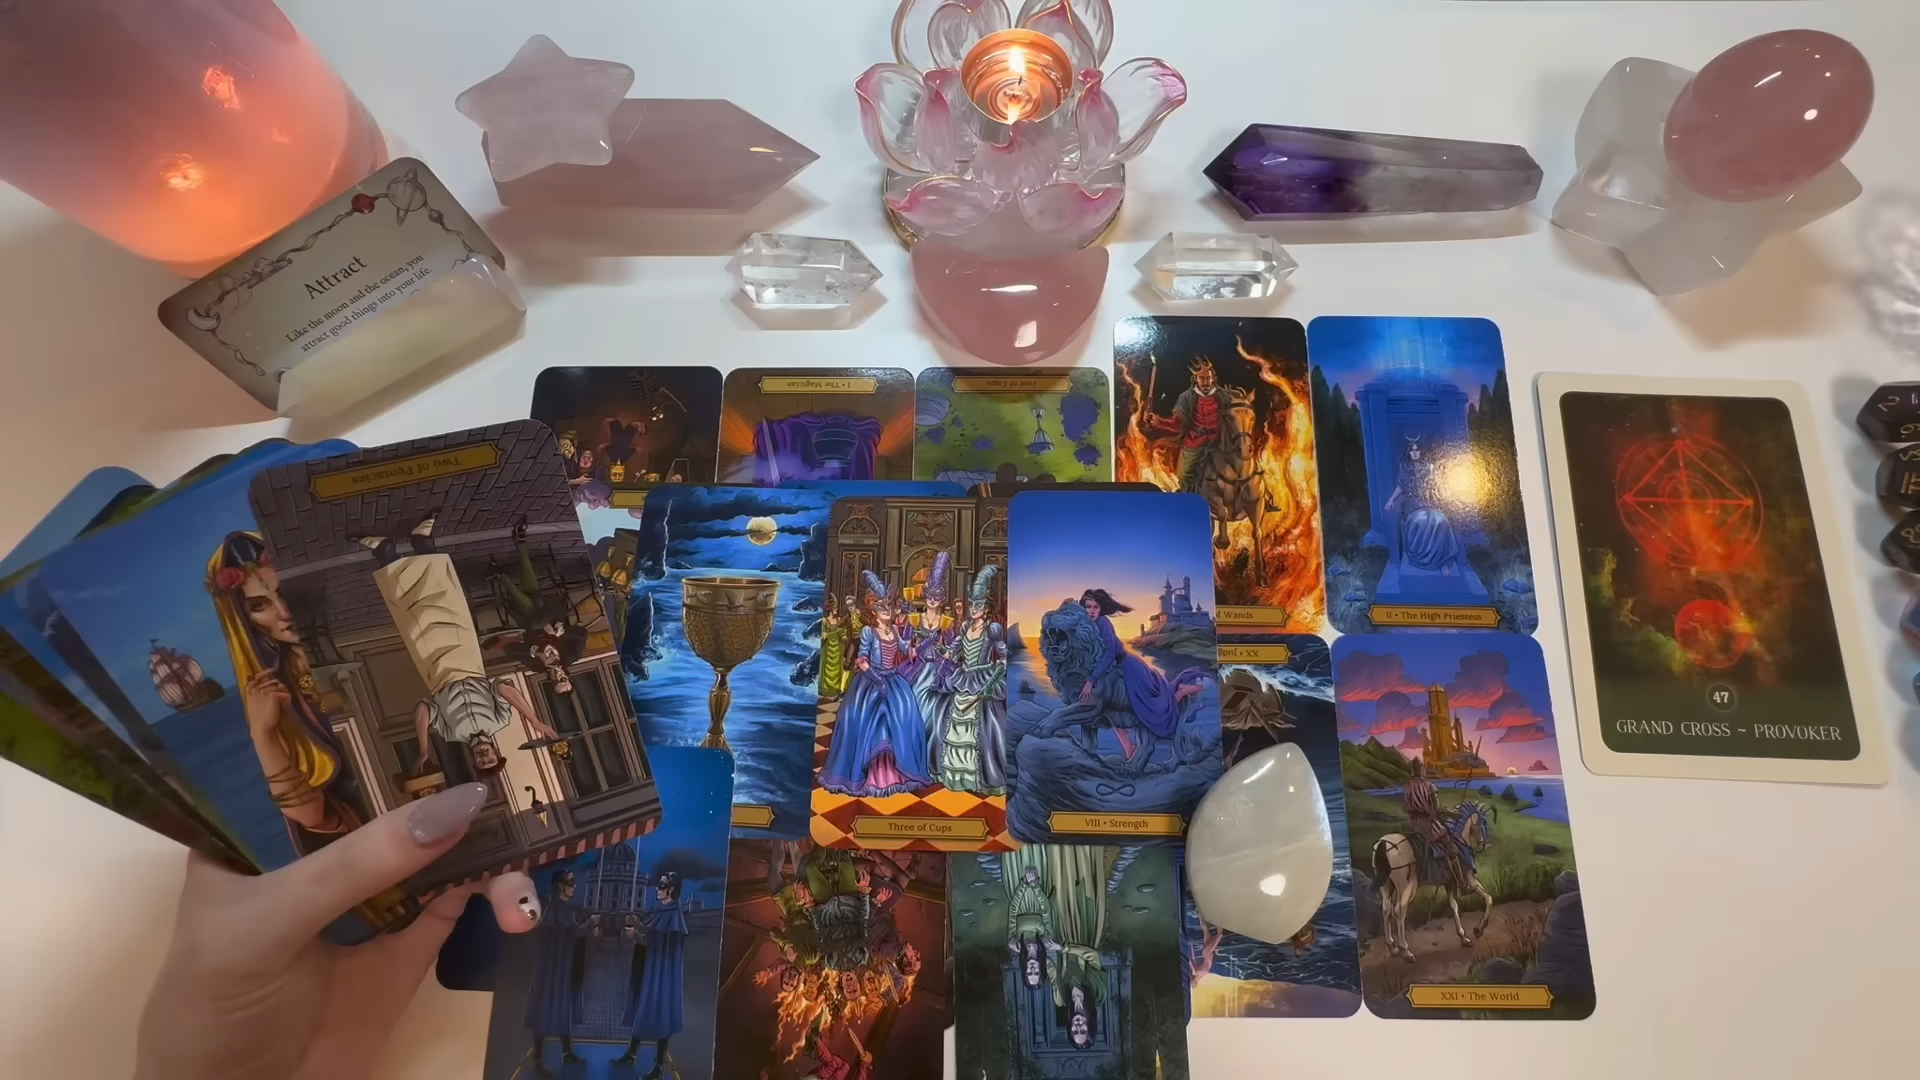 Attract
Like the moon and the ocean, you
attract good things into your life.
I • The Magician
Five of Cups
Two of Pentacles
f Wands
II • The High Priestess
XX •
47
GRAND CROSS ~ PROVOKER
Three of Cups
VIII • Strength
XXI • The World